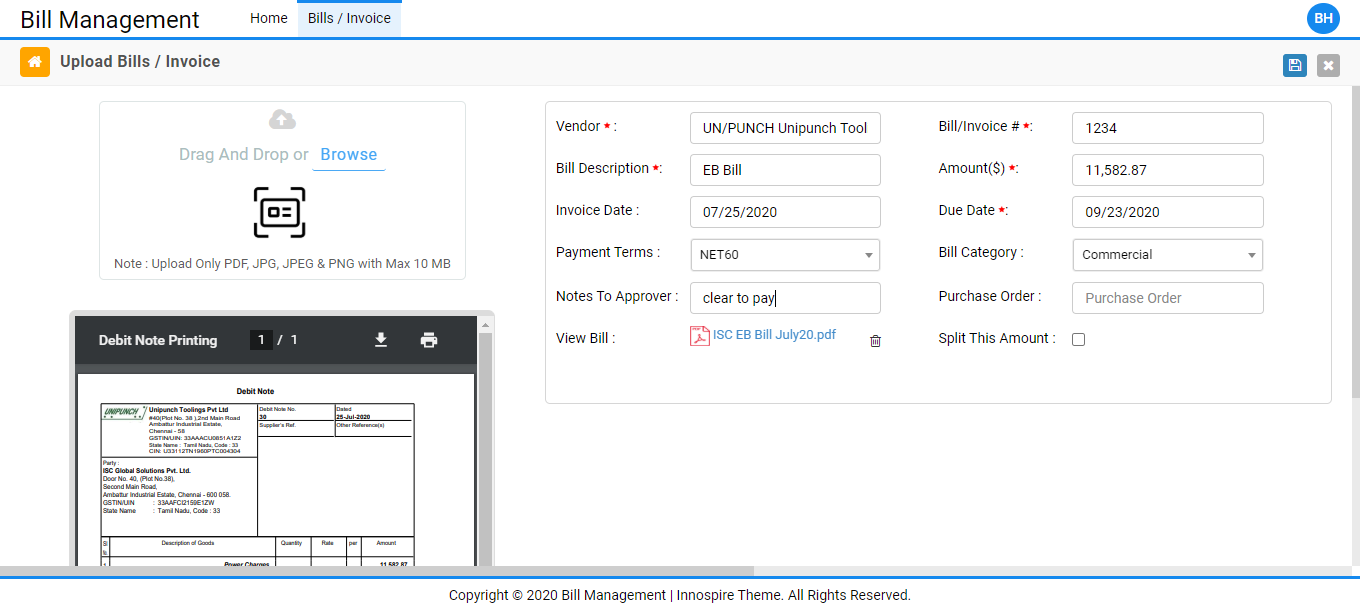 Bill Management
Home
Bills / Invoice
BH
Upload Bills / Invoice
Drag And Drop or Browse
Note : Upload Only PDF, JPG, JPEG & PNG with Max 10 MB
Vendor * :
UN/PUNCH Unipunch Tool
Bill/Invoice # *:
1234
Bill Description *:
EB Bill
Amount($) *:
11,582.87
Invoice Date :
07/25/2020
Due Date *:
09/23/2020
Payment Terms :
NET60
Bill Category :
Commercial
Notes To Approver :
clear to pay
Purchase Order :
Purchase Order
View Bill :
ISC EB Bill July20.pdf
Split This Amount :
Debit Note Printing
1 / 1
Debit Note
UNIPUNCH
Unipunch Toolings Pvt Ltd
#40(Plot No. 38 ),2nd Main Road
Ambattur Industrial Estate,
Chennai - 58
GSTIN/UIN: 33AAACU0851A1Z2
State Name : Tamil Nadu, Code : 33
CIN: U33112TN1960PTC004304
Debit Note No.
30
Dated
25-Jul-2020
Supplier's Ref.
Other Reference(s)
Party :
ISC Global Solutions Pvt. Ltd.
Door No. 40, (Plot No.38),
Second Main Road,
Ambattur Industrial Estate, Chennai - 600 058.
GSTIN/UIN : 33AAFCI2159E1ZW
State Name : Tamil Nadu, Code : 33
Sl
Description of Goods
Quantity
Rate
per
Amount
Power Charges
11,582.87
Copyright © 2020 Bill Management | Innospire Theme. All Rights Reserved.